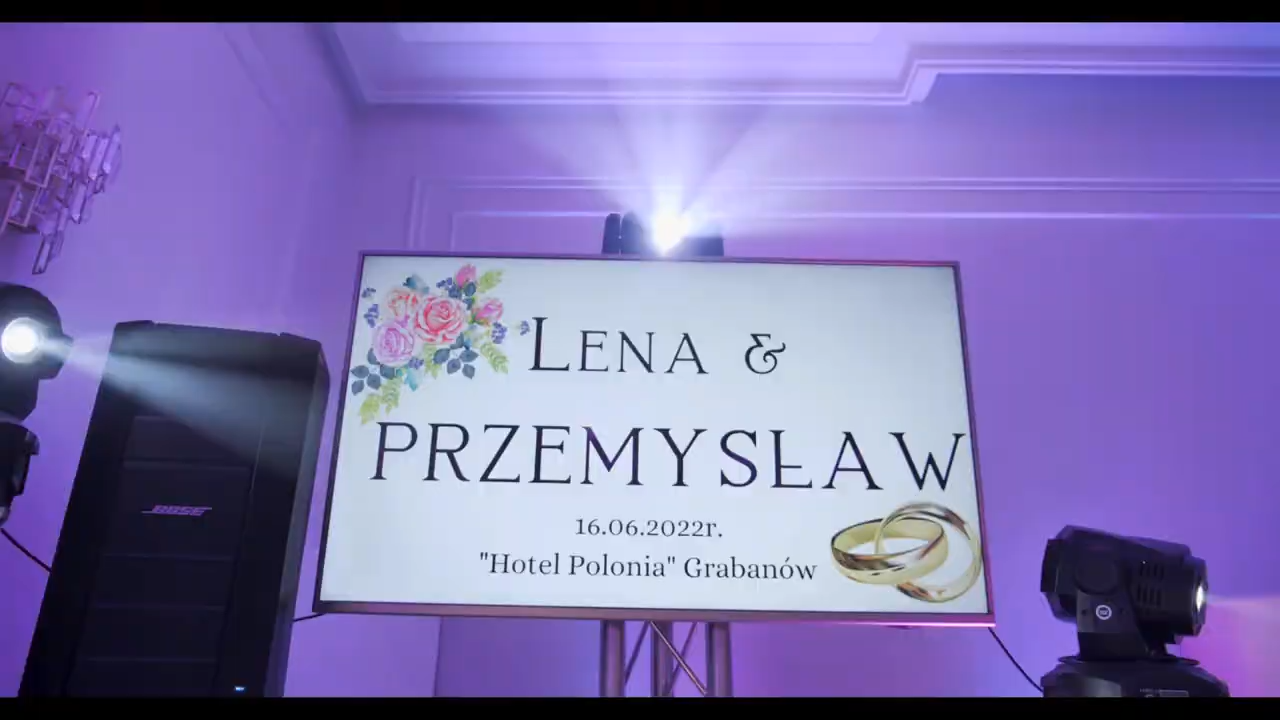 LENA &
PRZEMYSŁAW
16.06.2022r.
"Hotel Polonia" Grabanów
BOSE